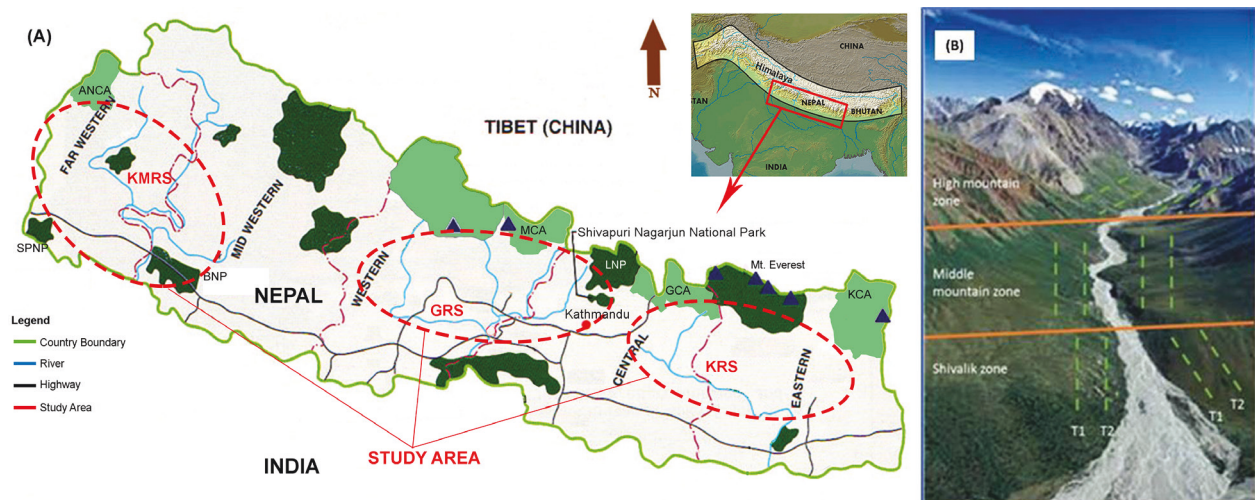 (A)
ANCA
FAR WESTERN
KMRS
SPNP
BNP
MID WESTERN
NEPAL
TIBET (CHINA)
N
CHINA
Himalaya
NEPAL
BHUTAN
STAN
INDIA
MCA
Shivapuri Nagarjun National Park
LNP
WESTERN
GRS
Kathmandu
GCA
Mt. Everest
KCA
CENTRAL
KRS
EASTERN
Legend
Country Boundary
River
Highway
Study Area
STUDY AREA
INDIA
(B)
High mountain
zone
Middle
mountain zone
Shivalik zone
T1
T2
T1
T2